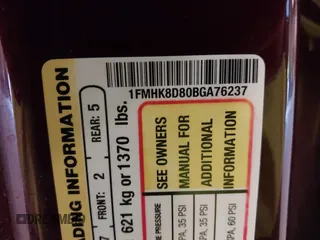 1FMHK8D80BGA76237
DING INFORMATION
FRONT: 2 REAR: 5
621 kg or 1370 lbs.
SEE OWNERS
MANUAL FOR
ADDITIONAL
INFORMATION
PRESSURE
PA, 35 PSI
PA, 35 PSI
PA, 60 PSI